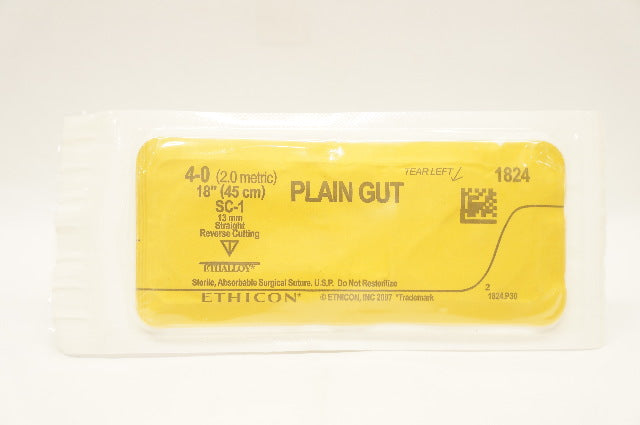 4-0 (2.0 metric)
18" (45 cm)
SC-1
13 mm
Straight
Reverse Cutting
ETHALLOY*
PLAIN GUT
TEAR LEFT
1824
Sterile, Absorbable Surgical Suture, U.S.P. Do Not Resterilize
ETHICON* © ETHICON, INC 2007 *Trademark
2
1824.P30